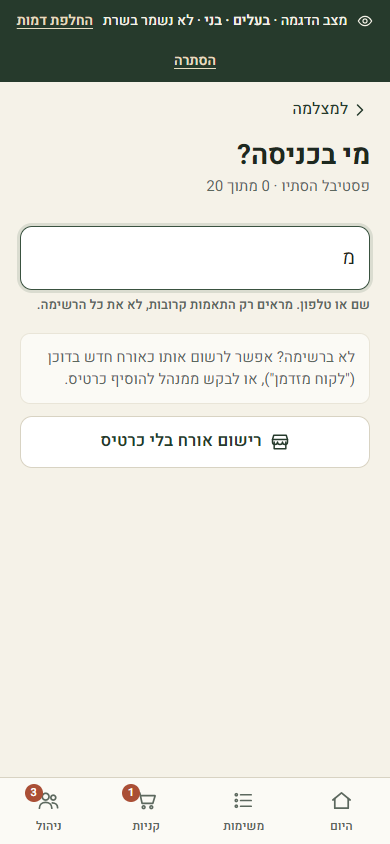 מצב הדגמה · בעלים · בני · לא נשמר בשרת החלפת דמות
הסתרה
למצלמה
מי בכניסה?
פסטיבל הסתיו · 0 מתוך 20
מ
שם או טלפון. מראים רק התאמות קרובות, לא את כל הרשימה.
לא ברשימה? אפשר לרשום אותו כאורח חדש בדוכן
("לקוח מזדמן"), או לבקש ממנהל להוסיף כרטיס.
רישום אורח בלי כרטיס
היום
משימות
1
קניות
3
ניהול